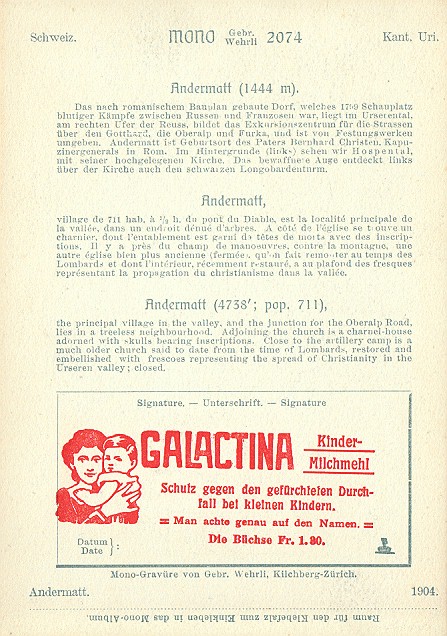 Schweiz. MONO Gebr. Wehrli 2074 Kant. Uri.
Andermatt (1444 m).
Das nach romanischem Bauplan gebaute Dorf, welches 1799 Schauplatz
blutiger Kämpfe zwischen Russen und Franzosen war, liegt im Urserental,
am rechten Ufer der Reuss, bildet das Exkursionszentrum für die Strassen
über den Gotthard, die Oberalp und Furka, und ist von Festungswerken
umgeben. Andermatt ist Geburtsort des Paters Bernhard Christen, Kapu-
zinergenerals in Rom. Im Hintergrunde (links) sehen wir Hospental,
mit seiner hochgelegenen Kirche. Das bewaffnete Auge entdeckt links
über der Kirche auch den schwarzen Longobardenturm.
Andermatt,
village de 711 hab. à ½ h. du pont du Diable, est la localité principale de
la vallée, dans un endroit dénué d'arbres. A côté de l'église se trouve un
charnier, dont l'entablement est garni de têtes de morts avec des inscrip-
tions. Il y a près du champ de manœuvres, contre la montagne, une
autre église bien plus ancienne (fermée), qu'on fait remonter au temps des
Lombards et dont l'intérieur, récemment restauré, a au plafond des fresques
représentant la propagation du christianisme dans la vallée.
Andermatt (4738'; pop. 711),
the principal village in the valley, and the junction for the Oberalp Road,
lies in a treeless neighbourhood. Adjoining the church is a charnel-house
adorned with skulls bearing inscriptions. Close to the artillery camp is a
much older church said to date from the time of Lombards, restored and
embellished with frescoes representing the spread of Christianity in the
Urseren valley; closed.
Signature. — Unterschrift. — Signature
GALACTINA Kinder-
Milchmehl
Schutz gegen den gefürchteten Durch-
fall bei kleinen Kindern.
= Man achte genau auf den Namen. =
Die Büchse Fr. 1.30.
Datum
Date } :
Mono-Gravüre von Gebr. Wehrli, Kilchberg-Zürich.
Andermatt. 1904.
Raum für den Klebefalz zum Einkleben in das Mono-Album.